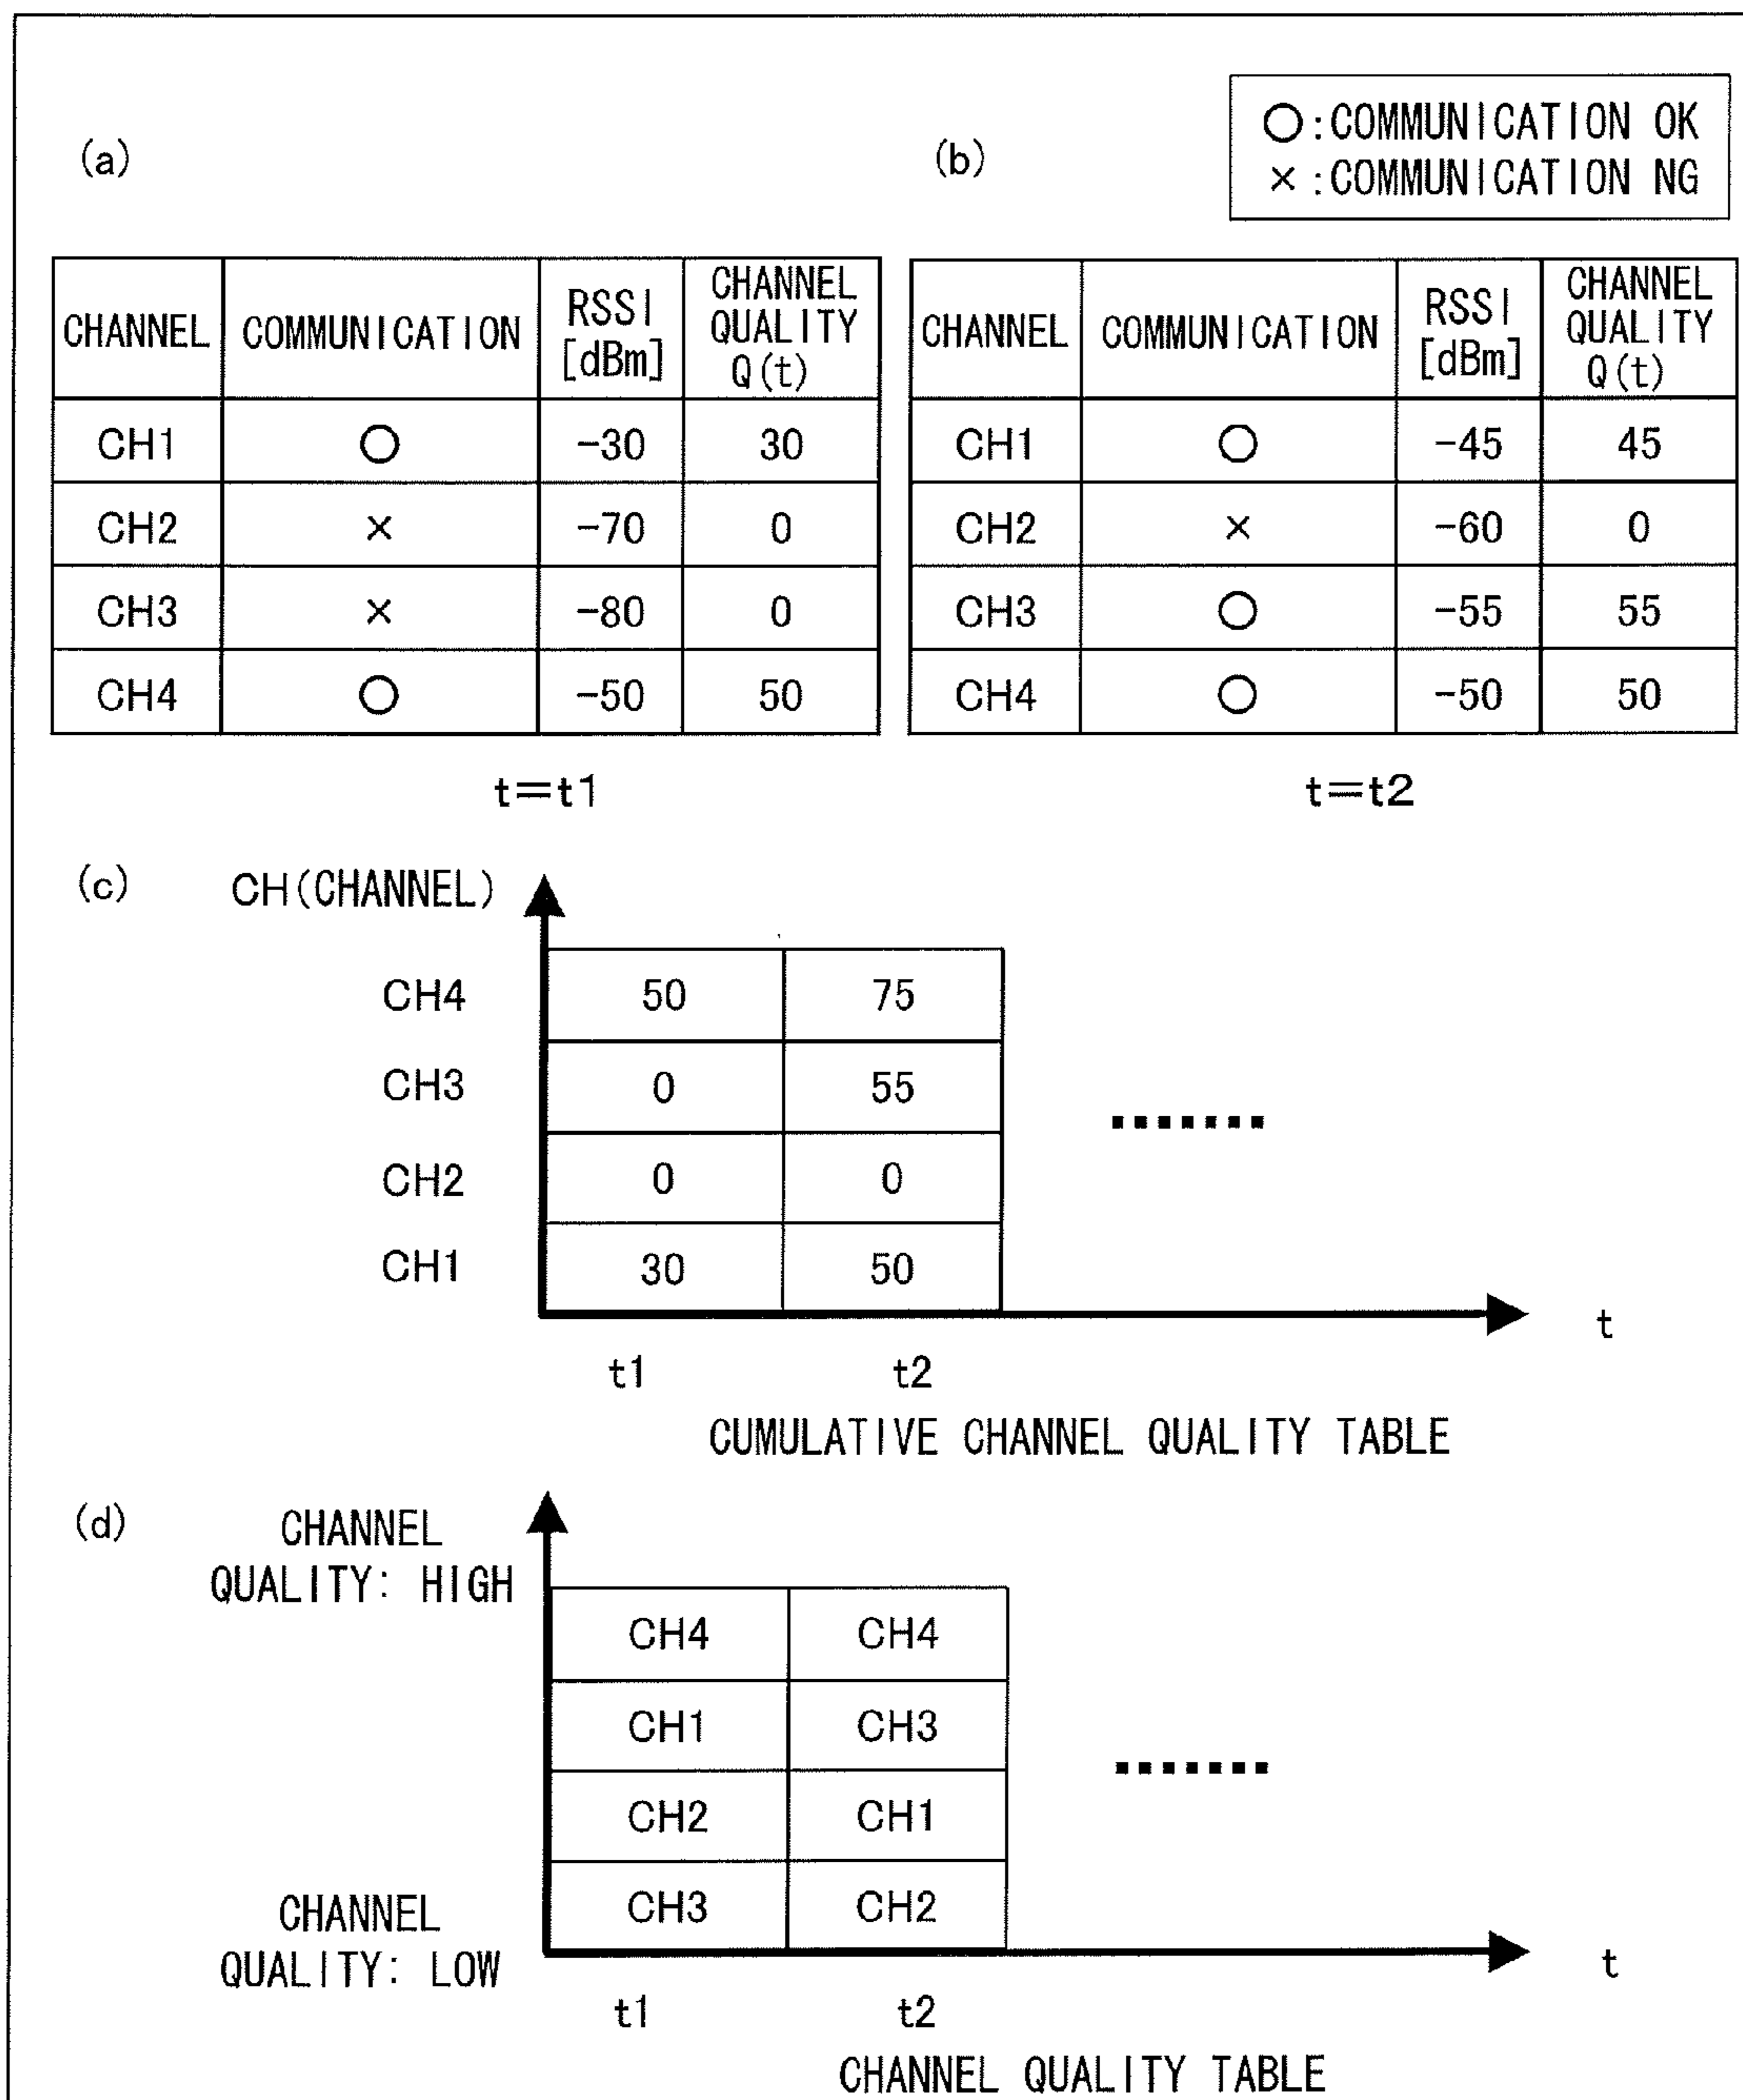 ○:COMMUNICATION OK
×:COMMUNICATION NG
(a)
CHANNEL COMMUNICATION RSSI [dBm] CHANNEL QUALITY Q(t)
CH1 ○ -30 30
CH2 × -70 0
CH3 × -80 0
CH4 ○ -50 50
t=t1
(b)
CHANNEL COMMUNICATION RSSI [dBm] CHANNEL QUALITY Q(t)
CH1 ○ -45 45
CH2 × -60 0
CH3 ○ -55 55
CH4 ○ -50 50
t=t2
(c) CH(CHANNEL)
CH4 50 75
CH3 0 55
CH2 0 0
CH1 30 50
t
t1 t2
CUMULATIVE CHANNEL QUALITY TABLE
(d) CHANNEL
QUALITY: HIGH
CH4 CH4
CH1 CH3
CH2 CH1
CH3 CH2
CHANNEL
QUALITY: LOW
t
t1 t2
CHANNEL QUALITY TABLE